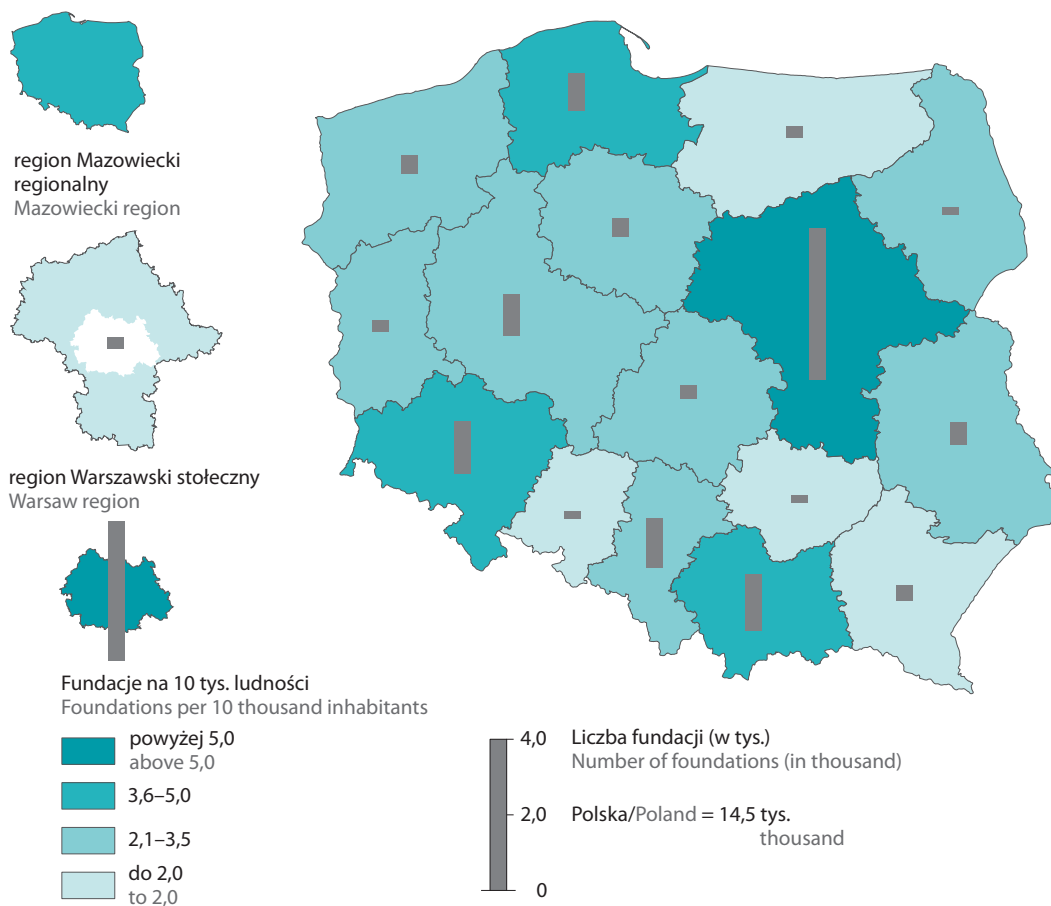 region Mazowiecki
regionalny
Mazowiecki region
region Warszawski stołeczny
Warsaw region
Fundacje na 10 tys. ludności
Foundations per 10 thousand inhabitants
powyżej 5,0
above 5,0
3,6–5,0
2,1–3,5
do 2,0
to 2,0
4,0
2,0
0
Liczba fundacji (w tys.)
Number of foundations (in thousand)
Polska/Poland = 14,5 tys.
thousand